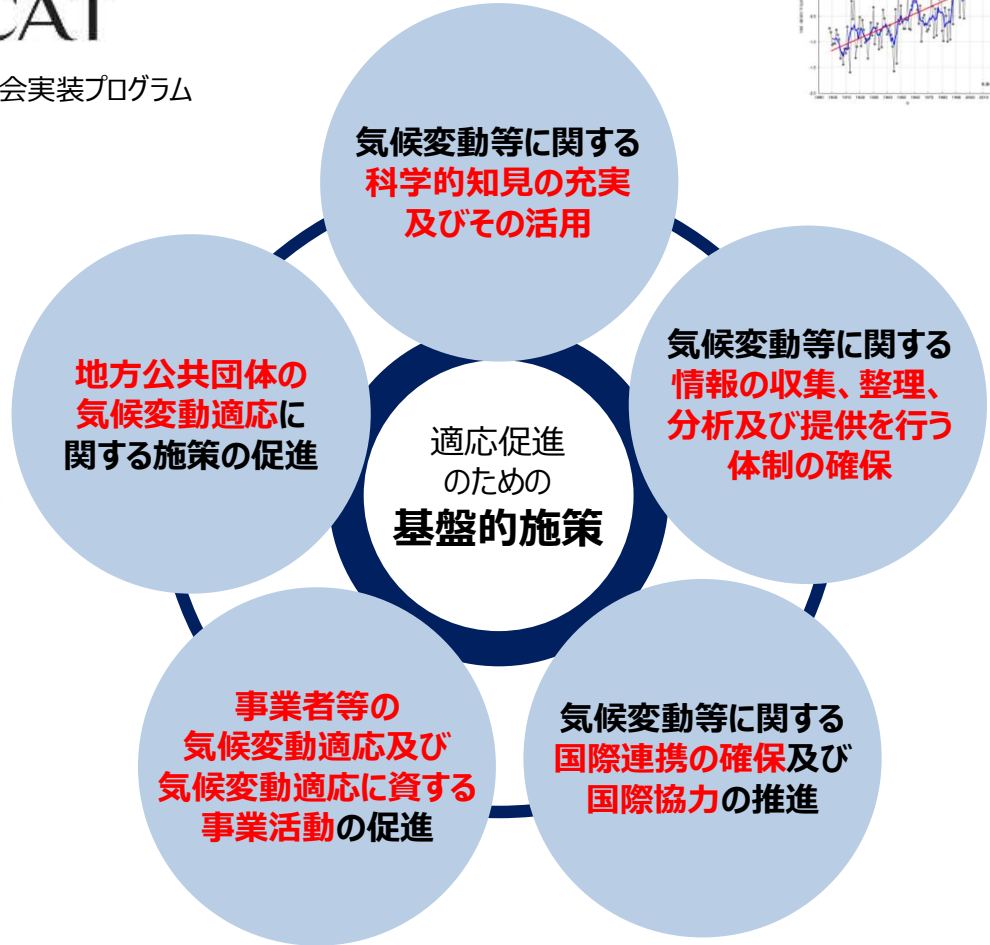 CAT
会実装プログラム
気候変動等に関する
科学的知見の充実
及びその活用
気候変動等に関する
情報の収集、整理、
分析及び提供を行う
体制の確保
地方公共団体の
気候変動適応に
関する施策の促進
適応促進
のための
基盤的施策
事業者等の
気候変動適応及び
気候変動適応に資する
事業活動の促進
気候変動等に関する
国際連携の確保及び
国際協力の推進